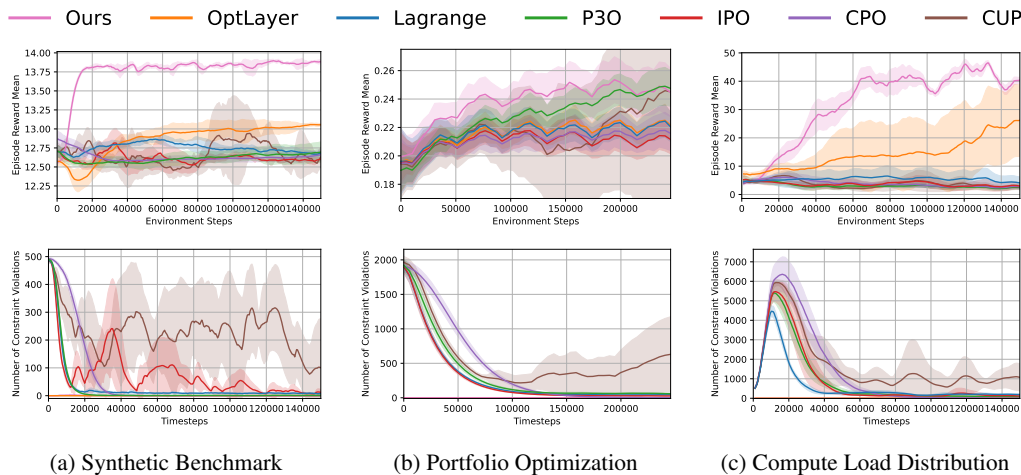 Ours OptLayer Lagrange P3O IPO CPO CUP
14.00
13.75
13.50
13.25
13.00
12.75
12.50
12.25
Episode Reward Mean
0 20000 40000 60000 80000 100000 120000 140000
Environment Steps
0.26
0.24
0.22
0.20
0.18
Episode Reward Mean
0 50000 100000 150000 200000
Environment Steps
50
40
30
20
10
0
Episode Reward Mean
0 20000 40000 60000 80000 100000 120000 140000
Environment Steps
500
400
300
200
100
0
Number of Constraint Violations
0 20000 40000 60000 80000 100000 120000 140000
Timesteps
2000
1500
1000
500
0
Number of Constraint Violations
0 50000 100000 150000 200000
Timesteps
7000
6000
5000
4000
3000
2000
1000
0
Number of Constraint Violations
0 20000 40000 60000 80000 100000 120000 140000
Timesteps
(a) Synthetic Benchmark
(b) Portfolio Optimization
(c) Compute Load Distribution